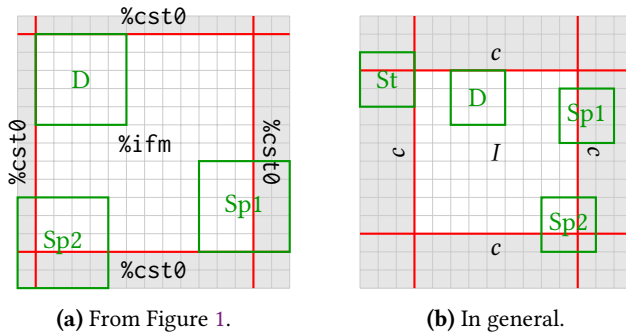 %cst0
c
D
St
D
Sp1
%cst0
%ifm
%cst0
c
I
c
Sp1
Sp2
Sp2
%cst0
c
(a) From Figure 1.
(b) In general.